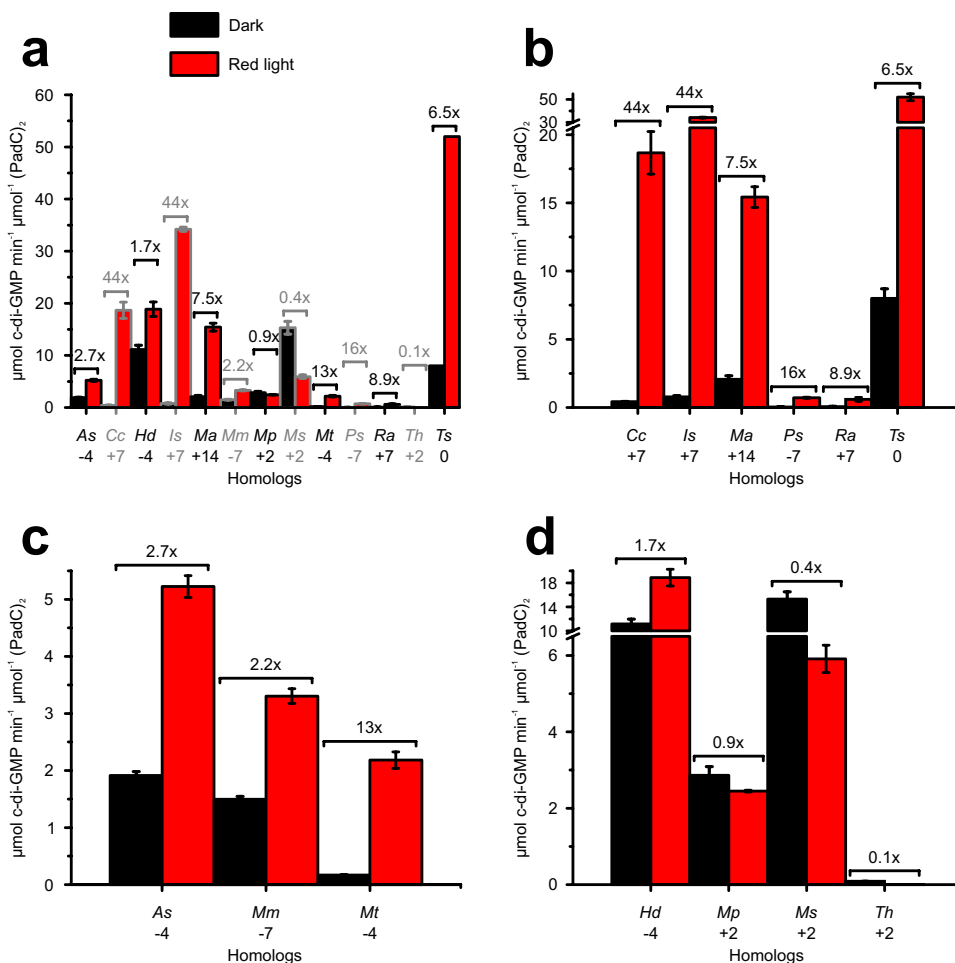 a
Dark
Red light
µmol c-di-GMP min⁻¹ µmol⁻¹ (PadC)₂
60
50
40
30
20
10
0
2.7x
44x
1.7x
44x
7.5x
2.2x
0.9x
0.4x
13x
16x
8.9x
0.1x
6.5x
As Cc Hd Is Ma Mm Mp Ms Mt Ps Ra Th Ts
-4 +7 -4 +7 +14 -7 +2 +2 -4 -7 +7 +2 0
Homologs
b
µmol c-di-GMP min⁻¹ µmol⁻¹ (PadC)₂
50
30
20
15
10
5
0
44x
44x
7.5x
16x
8.9x
6.5x
Cc Is Ma Ps Ra Ts
+7 +7 +14 -7 +7 0
Homologs
c
µmol c-di-GMP min⁻¹ µmol⁻¹ (PadC)₂
5
4
3
2
1
0
2.7x
2.2x
13x
As Mm Mt
-4 -7 -4
Homologs
d
µmol c-di-GMP min⁻¹ µmol⁻¹ (PadC)₂
18
14
10
6
4
2
0
1.7x
0.9x
0.4x
0.1x
Hd Mp Ms Th
-4 +2 +2 +2
Homologs